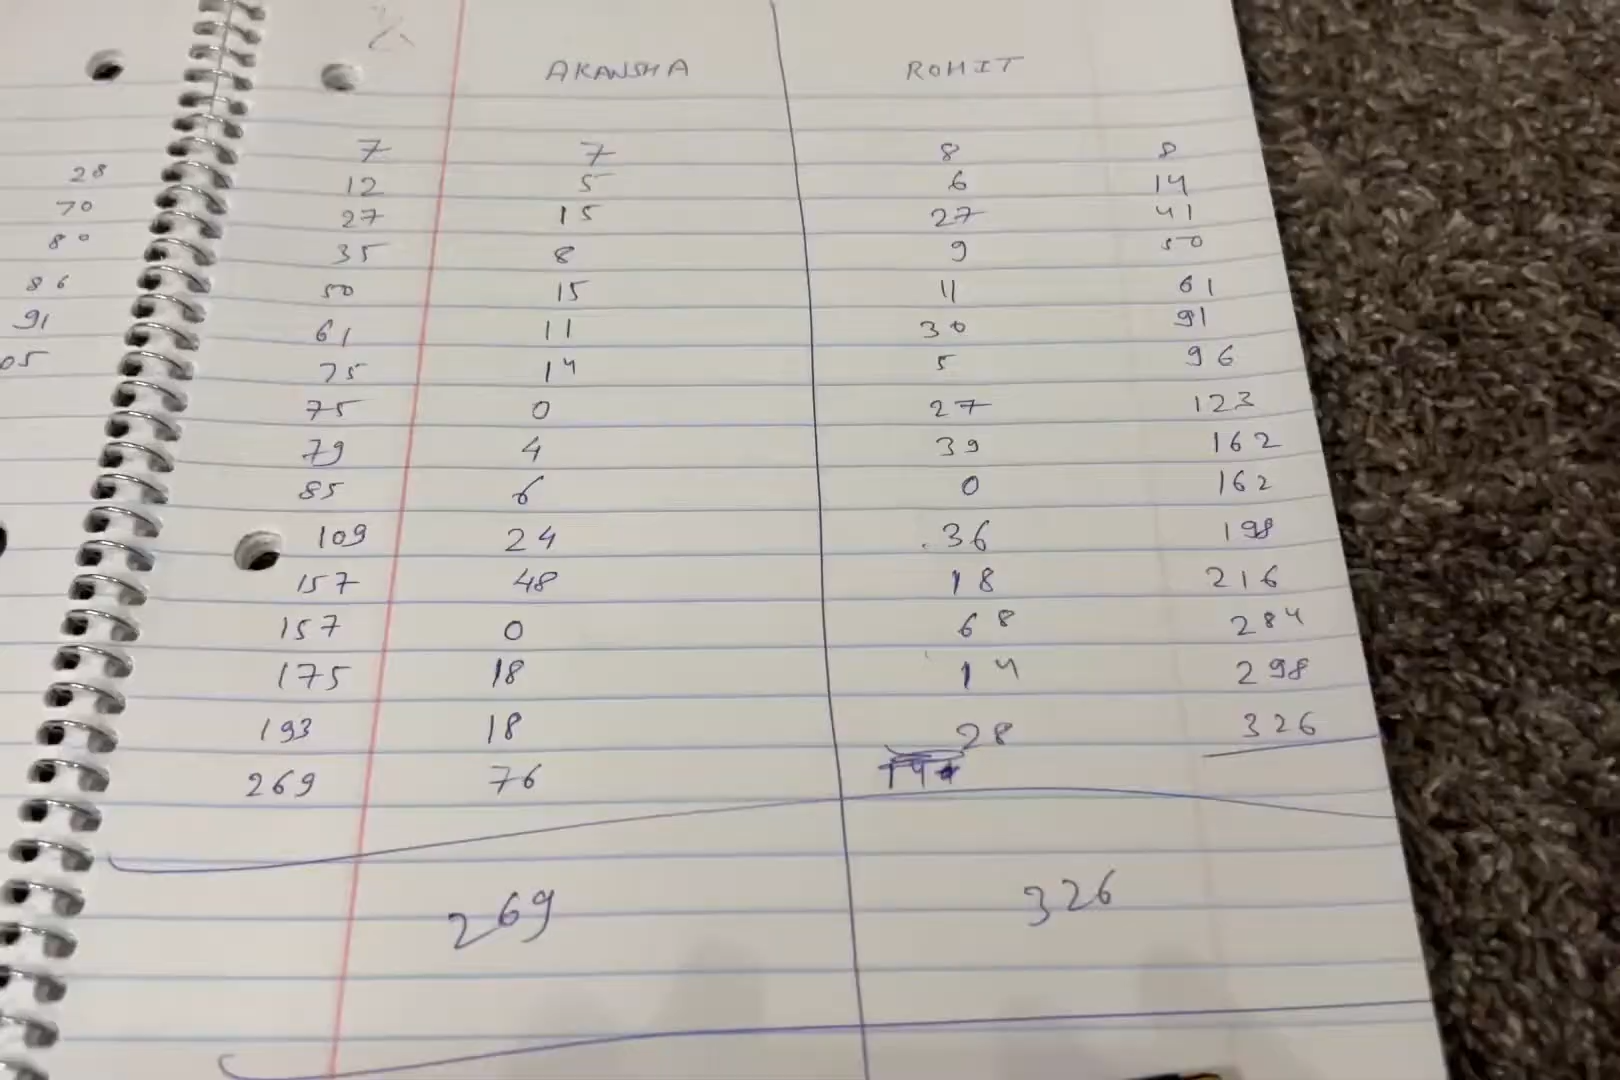 AKANSHA ROHIT
7 7 8 8
28 12 5 6 14
70 27 15 27 41
80 35 8 9 50
86 50 15 11 61
91 61 11 30 91
05 75 14 5 96
75 0 27 123
79 4 39 162
85 6 0 162
109 24 36 198
157 48 18 216
157 0 68 284
175 18 14 298
193 18 28 326
269 76
269 326